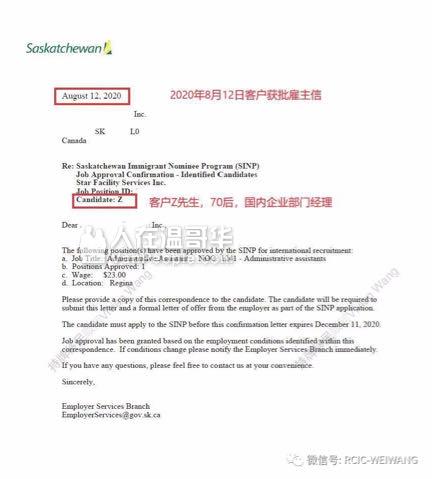 Saskatchewan
August 12, 2020
2020年8月12日客户获批雇主信
Inc.
SK L0
Canada
Re: Saskatchewan Immigrant Nominee Program (SINP)
Job Approval Confirmation - Identified Candidates
Star Facility Services Inc.
Job Position ID:
Candidate: Z
客户Z先生，70后，国内企业部门经理
Dear Inc.
人在温哥华
The following position(s) have been approved by the SINP for international recruitment:
a. Job Title: Administrative Assistant NOC: 1241 - Administrative assistants
b. Positions Approved: 1
c. Wage: $23.00
d. Location: Regina
Please provide a copy of this correspondence to the candidate. The candidate will be required to
submit this letter and a formal letter of offer from the employer as part of the SINP application.
The candidate must apply to the SINP before this confirmation letter expires December 11, 2020.
Job approval has been granted based on the employment conditions identified within this
correspondence. If conditions change please notify the Employer Services Branch immediately.
If you have any questions, please feel free to contact us at your convenience.
Sincerely,
Employer Services Branch
EmployerServices@gov.sk.ca
微信号: RCIC-WEIWANG